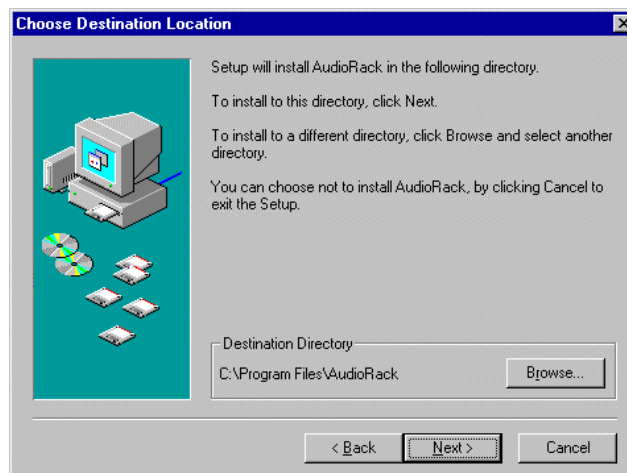 Choose Destination Location
Setup will install AudioRack in the following directory.
To install to this directory, click Next.
To install to a different directory, click Browse and select another
directory.
You can choose not to install AudioRack, by clicking Cancel to
exit the Setup.
Destination Directory
C:\Program Files\AudioRack
Browse...
< Back
Next >
Cancel